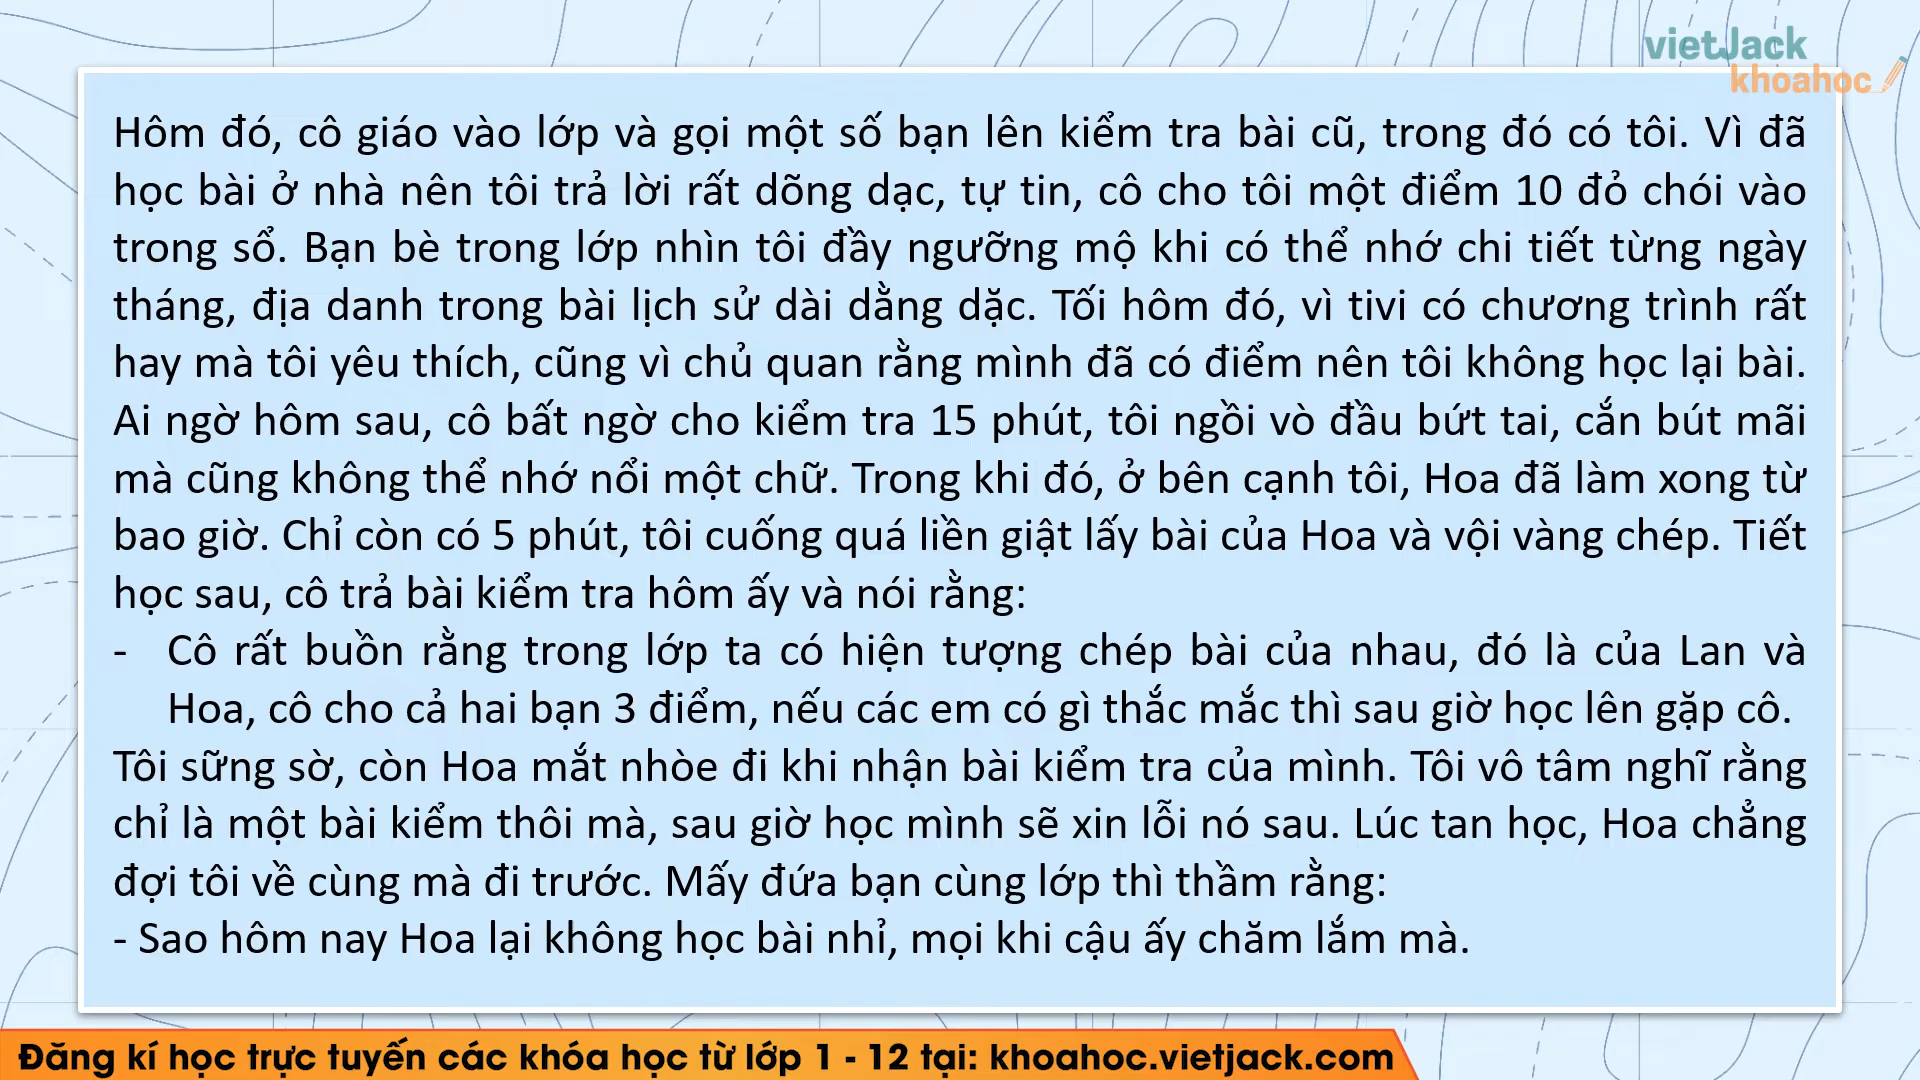 vietJack
khoahoc
Hôm đó, cô giáo vào lớp và gọi một số bạn lên kiểm tra bài cũ, trong đó có tôi. Vì đã
học bài ở nhà nên tôi trả lời rất dõng dạc, tự tin, cô cho tôi một điểm 10 đỏ chói vào
trong sổ. Bạn bè trong lớp nhìn tôi đầy ngưỡng mộ khi có thể nhớ chi tiết từng ngày
tháng, địa danh trong bài lịch sử dài dằng dặc. Tối hôm đó, vì tivi có chương trình rất
hay mà tôi yêu thích, cũng vì chủ quan rằng mình đã có điểm nên tôi không học lại bài.
Ai ngờ hôm sau, cô bất ngờ cho kiểm tra 15 phút, tôi ngồi vò đầu bứt tai, cắn bút mãi
mà cũng không thể nhớ nổi một chữ. Trong khi đó, ở bên cạnh tôi, Hoa đã làm xong từ
bao giờ. Chỉ còn có 5 phút, tôi cuống quá liền giật lấy bài của Hoa và vội vàng chép. Tiết
học sau, cô trả bài kiểm tra hôm ấy và nói rằng:
- Cô rất buồn rằng trong lớp ta có hiện tượng chép bài của nhau, đó là của Lan và
Hoa, cô cho cả hai bạn 3 điểm, nếu các em có gì thắc mắc thì sau giờ học lên gặp cô.
Tôi sững sờ, còn Hoa mắt nhòe đi khi nhận bài kiểm tra của mình. Tôi vô tâm nghĩ rằng
chỉ là một bài kiểm thôi mà, sau giờ học mình sẽ xin lỗi nó sau. Lúc tan học, Hoa chẳng
đợi tôi về cùng mà đi trước. Mấy đứa bạn cùng lớp thì thầm rằng:
- Sao hôm nay Hoa lại không học bài nhỉ, mọi khi cậu ấy chăm lắm mà.
Đăng kí học trực tuyến các khóa học từ lớp 1 - 12 tại: khoahoc.vietjack.com